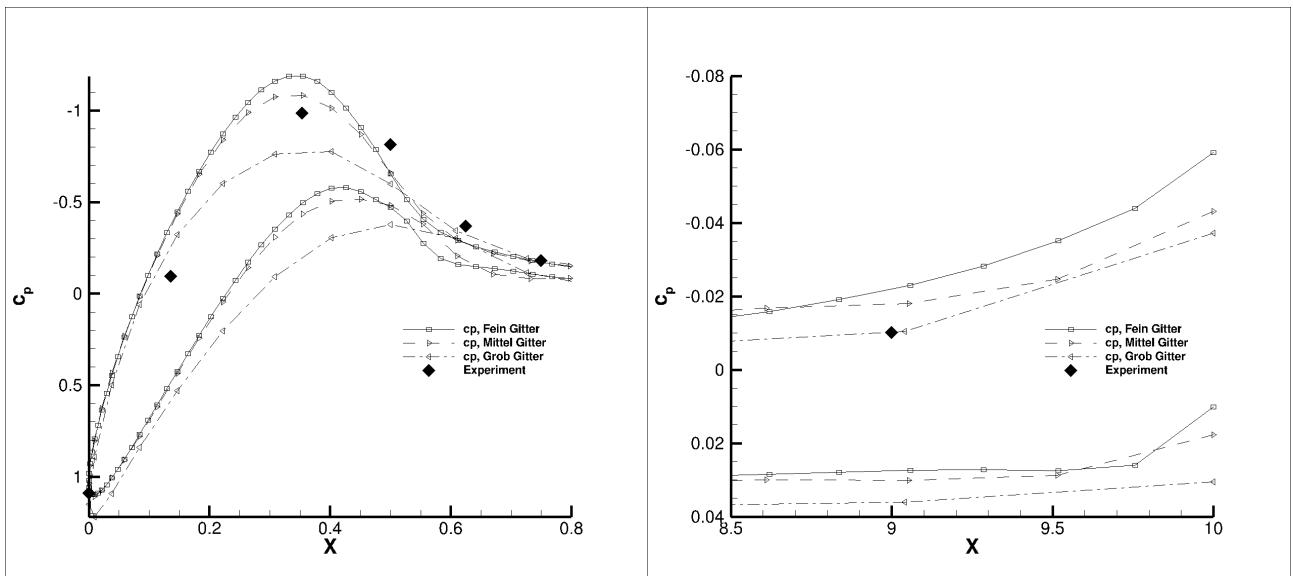 -1
-0.5
0
0.5
1
c_p
0 0.2 0.4 0.6 0.8
X
cp, Fein Gitter
cp, Mittel Gitter
cp, Grob Gitter
Experiment
-0.08
-0.06
-0.04
-0.02
0
0.02
0.04
c_p
8.5 9 9.5 10
X
cp, Fein Gitter
cp, Mittel Gitter
cp, Grob Gitter
Experiment